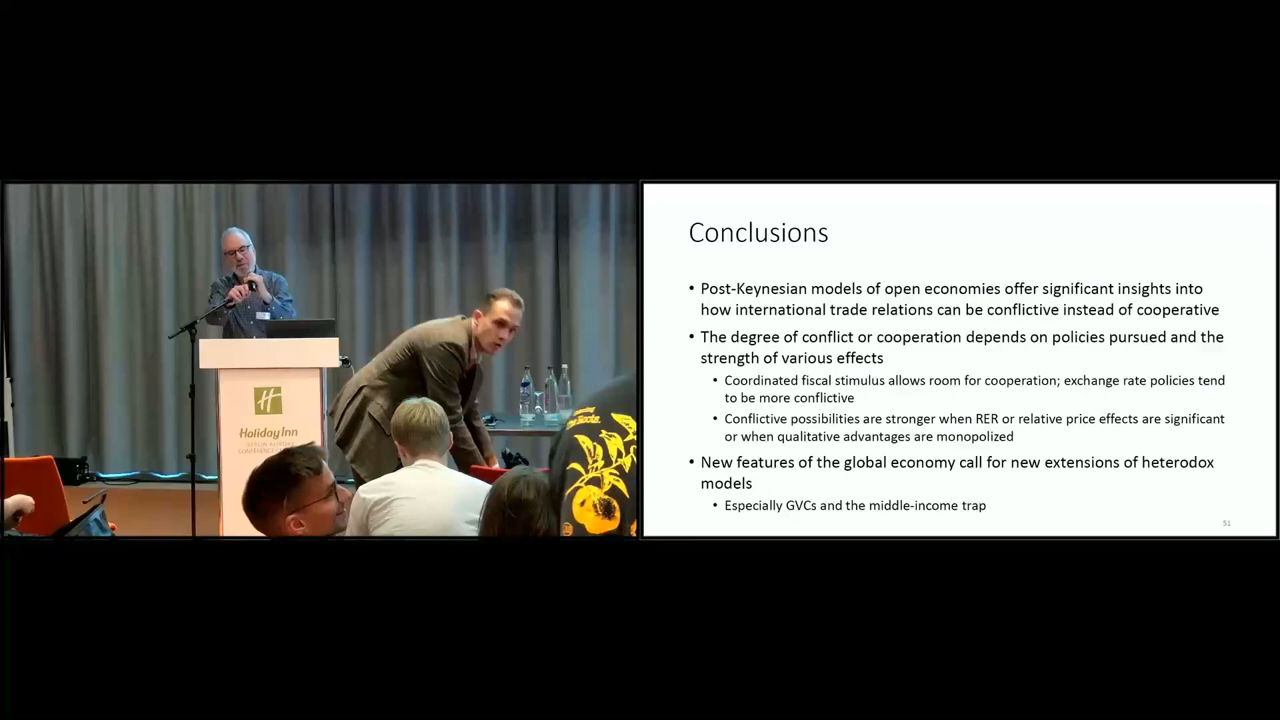 Holiday Inn
Conclusions
• Post-Keynesian models of open economies offer significant insights into
how international trade relations can be conflictive instead of cooperative
• The degree of conflict or cooperation depends on policies pursued and the
strength of various effects
• Coordinated fiscal stimulus allows room for cooperation; exchange rate policies tend
to be more conflictive
• Conflictive possibilities are stronger when RER or relative price effects are significant
or when qualitative advantages are monopolized
• New features of the global economy call for new extensions of heterodox
models
• Especially GVCs and the middle-income trap
51